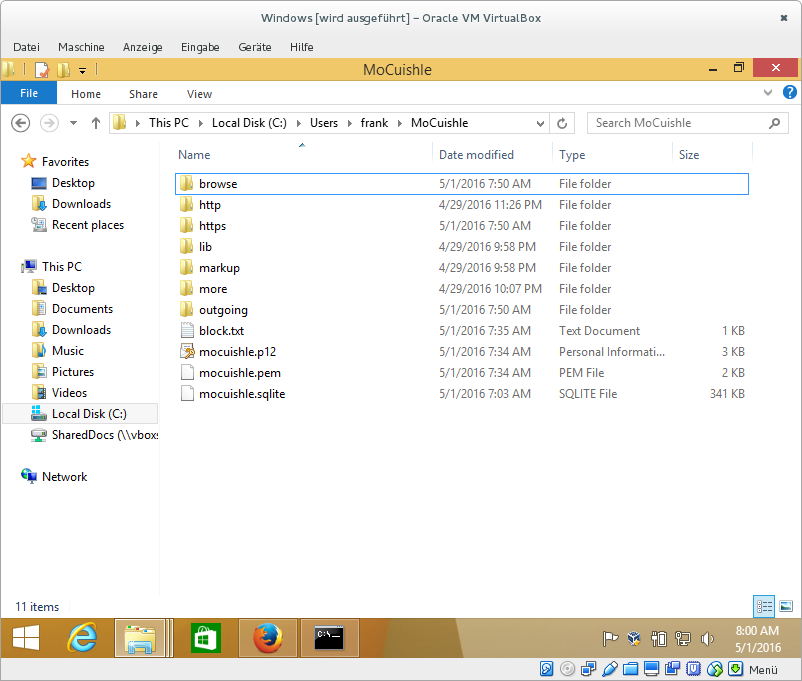 Windows [wird ausgeführt] – Oracle VM VirtualBox
Datei Maschine Anzeige Eingabe Geräte Hilfe
MoCuishle
File Home Share View
This PC Local Disk (C:) Users frank MoCuishle Search MoCuishle
Favorites
Desktop
Downloads
Recent places
This PC
Desktop
Documents
Downloads
Music
Pictures
Videos
Local Disk (C:)
SharedDocs (\\vboxs
Network
Name Date modified Type Size
browse 5/1/2016 7:50 AM File folder
http 4/29/2016 11:26 PM File folder
https 5/1/2016 7:50 AM File folder
lib 4/29/2016 9:58 PM File folder
markup 4/29/2016 9:58 PM File folder
more 4/29/2016 10:07 PM File folder
outgoing 5/1/2016 7:50 AM File folder
block.txt 5/1/2016 7:35 AM Text Document 1 KB
mocuishle.p12 5/1/2016 7:34 AM Personal Informati... 3 KB
mocuishle.pem 5/1/2016 7:34 AM PEM File 2 KB
mocuishle.sqlite 5/1/2016 7:03 AM SQLITE File 341 KB
11 items
C:\_
8:00 AM
5/1/2016
Menü